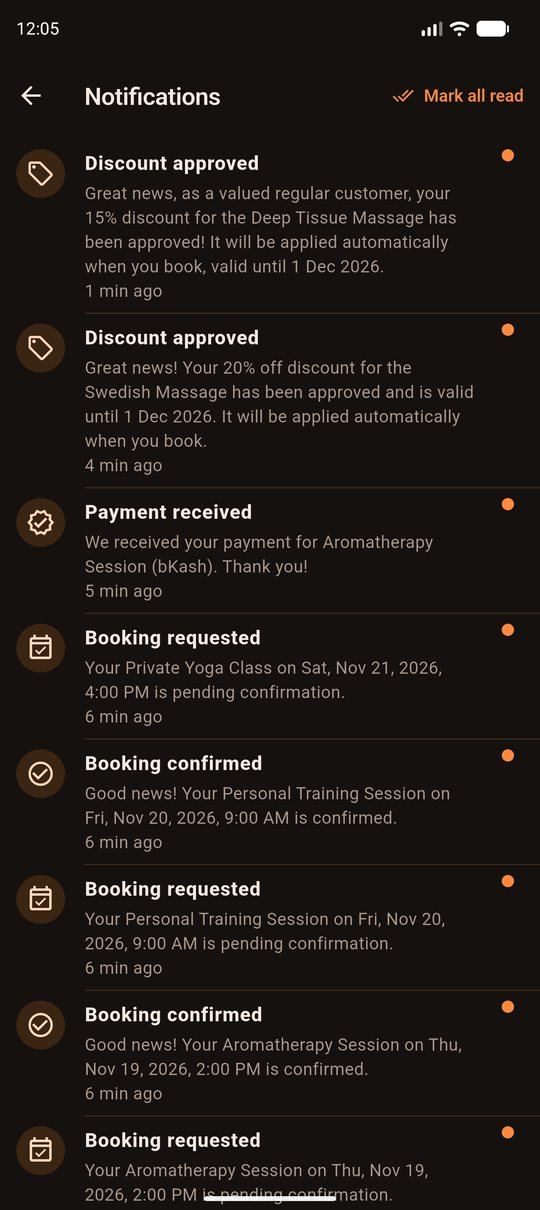 12:05
Notifications
Mark all read
Discount approved
Great news, as a valued regular customer, your
15% discount for the Deep Tissue Massage has
been approved! It will be applied automatically
when you book, valid until 1 Dec 2026.
1 min ago
Discount approved
Great news! Your 20% off discount for the
Swedish Massage has been approved and is valid
until 1 Dec 2026. It will be applied automatically
when you book.
4 min ago
Payment received
We received your payment for Aromatherapy
Session (bKash). Thank you!
5 min ago
Booking requested
Your Private Yoga Class on Sat, Nov 21, 2026,
4:00 PM is pending confirmation.
6 min ago
Booking confirmed
Good news! Your Personal Training Session on
Fri, Nov 20, 2026, 9:00 AM is confirmed.
6 min ago
Booking requested
Your Personal Training Session on Fri, Nov 20,
2026, 9:00 AM is pending confirmation.
6 min ago
Booking confirmed
Good news! Your Aromatherapy Session on Thu,
Nov 19, 2026, 2:00 PM is confirmed.
6 min ago
Booking requested
Your Aromatherapy Session on Thu, Nov 19,
2026, 2:00 PM is pending confirmation.